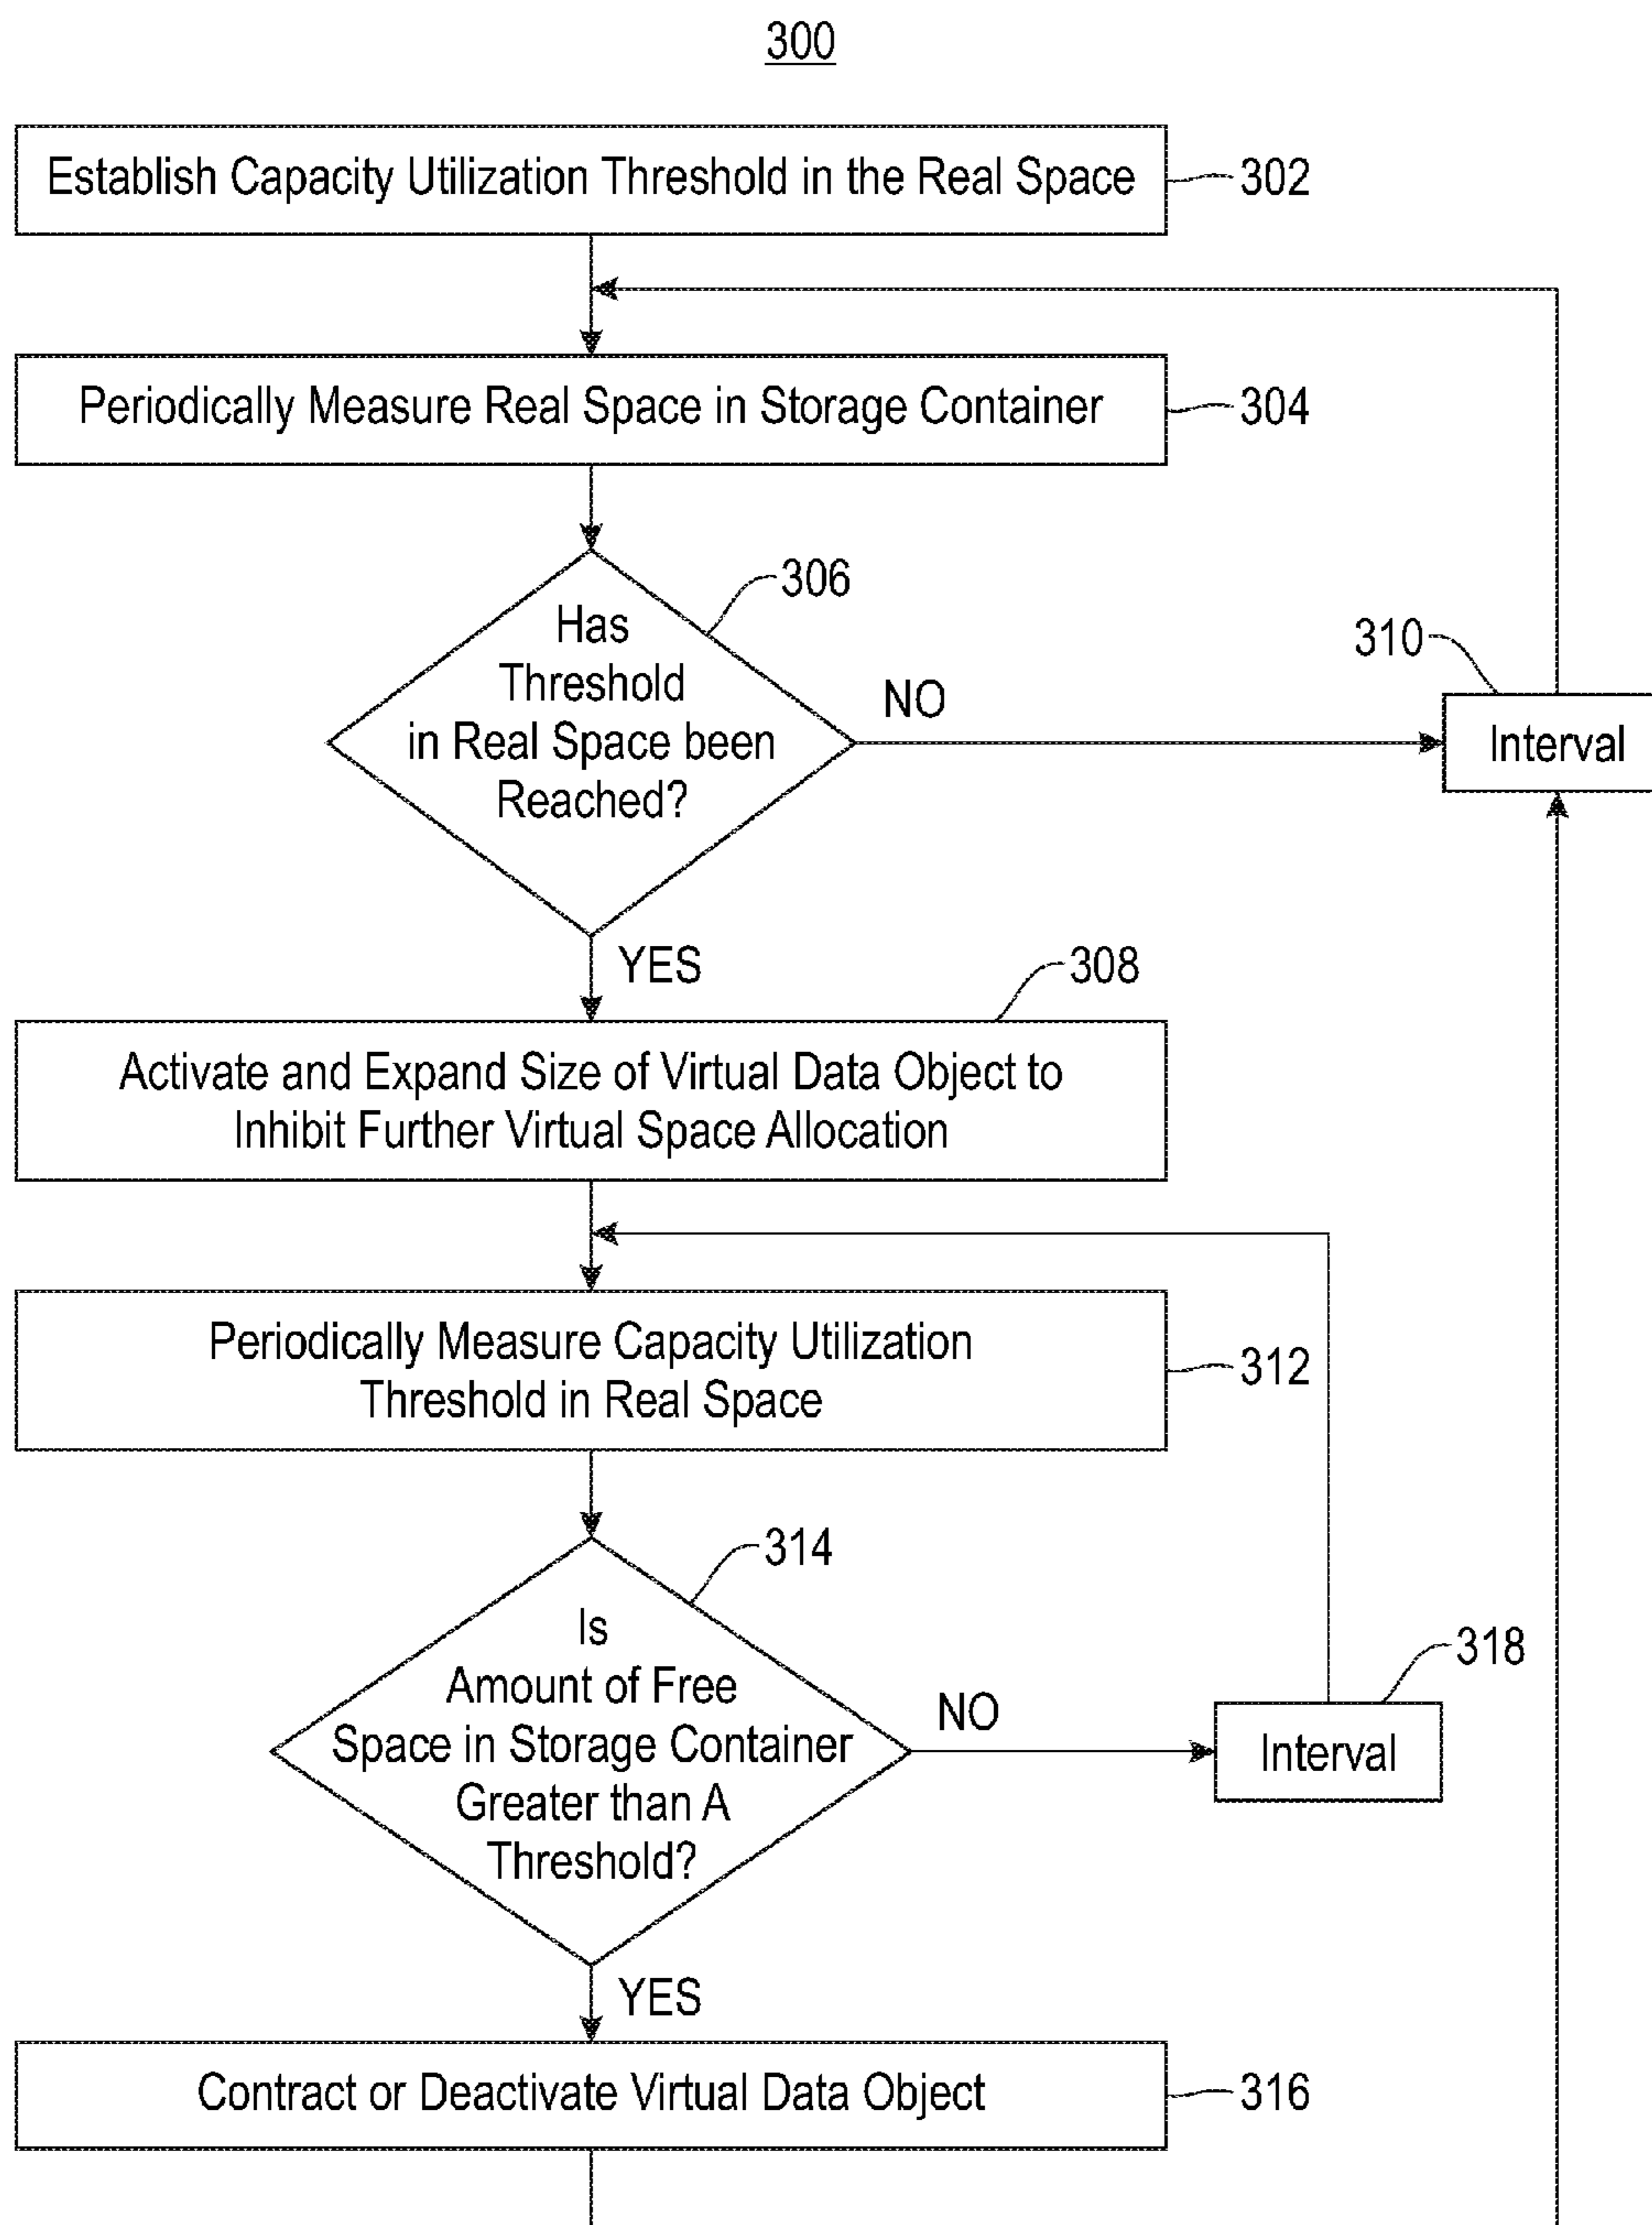 300
Establish Capacity Utilization Threshold in the Real Space
302
Periodically Measure Real Space in Storage Container
304
306
Has
Threshold
in Real Space been
Reached?
NO
310
Interval
YES
308
Activate and Expand Size of Virtual Data Object to
Inhibit Further Virtual Space Allocation
Periodically Measure Capacity Utilization
Threshold in Real Space
312
314
Is
Amount of Free
Space in Storage Container
Greater than A
Threshold?
NO
318
Interval
YES
Contract or Deactivate Virtual Data Object
316